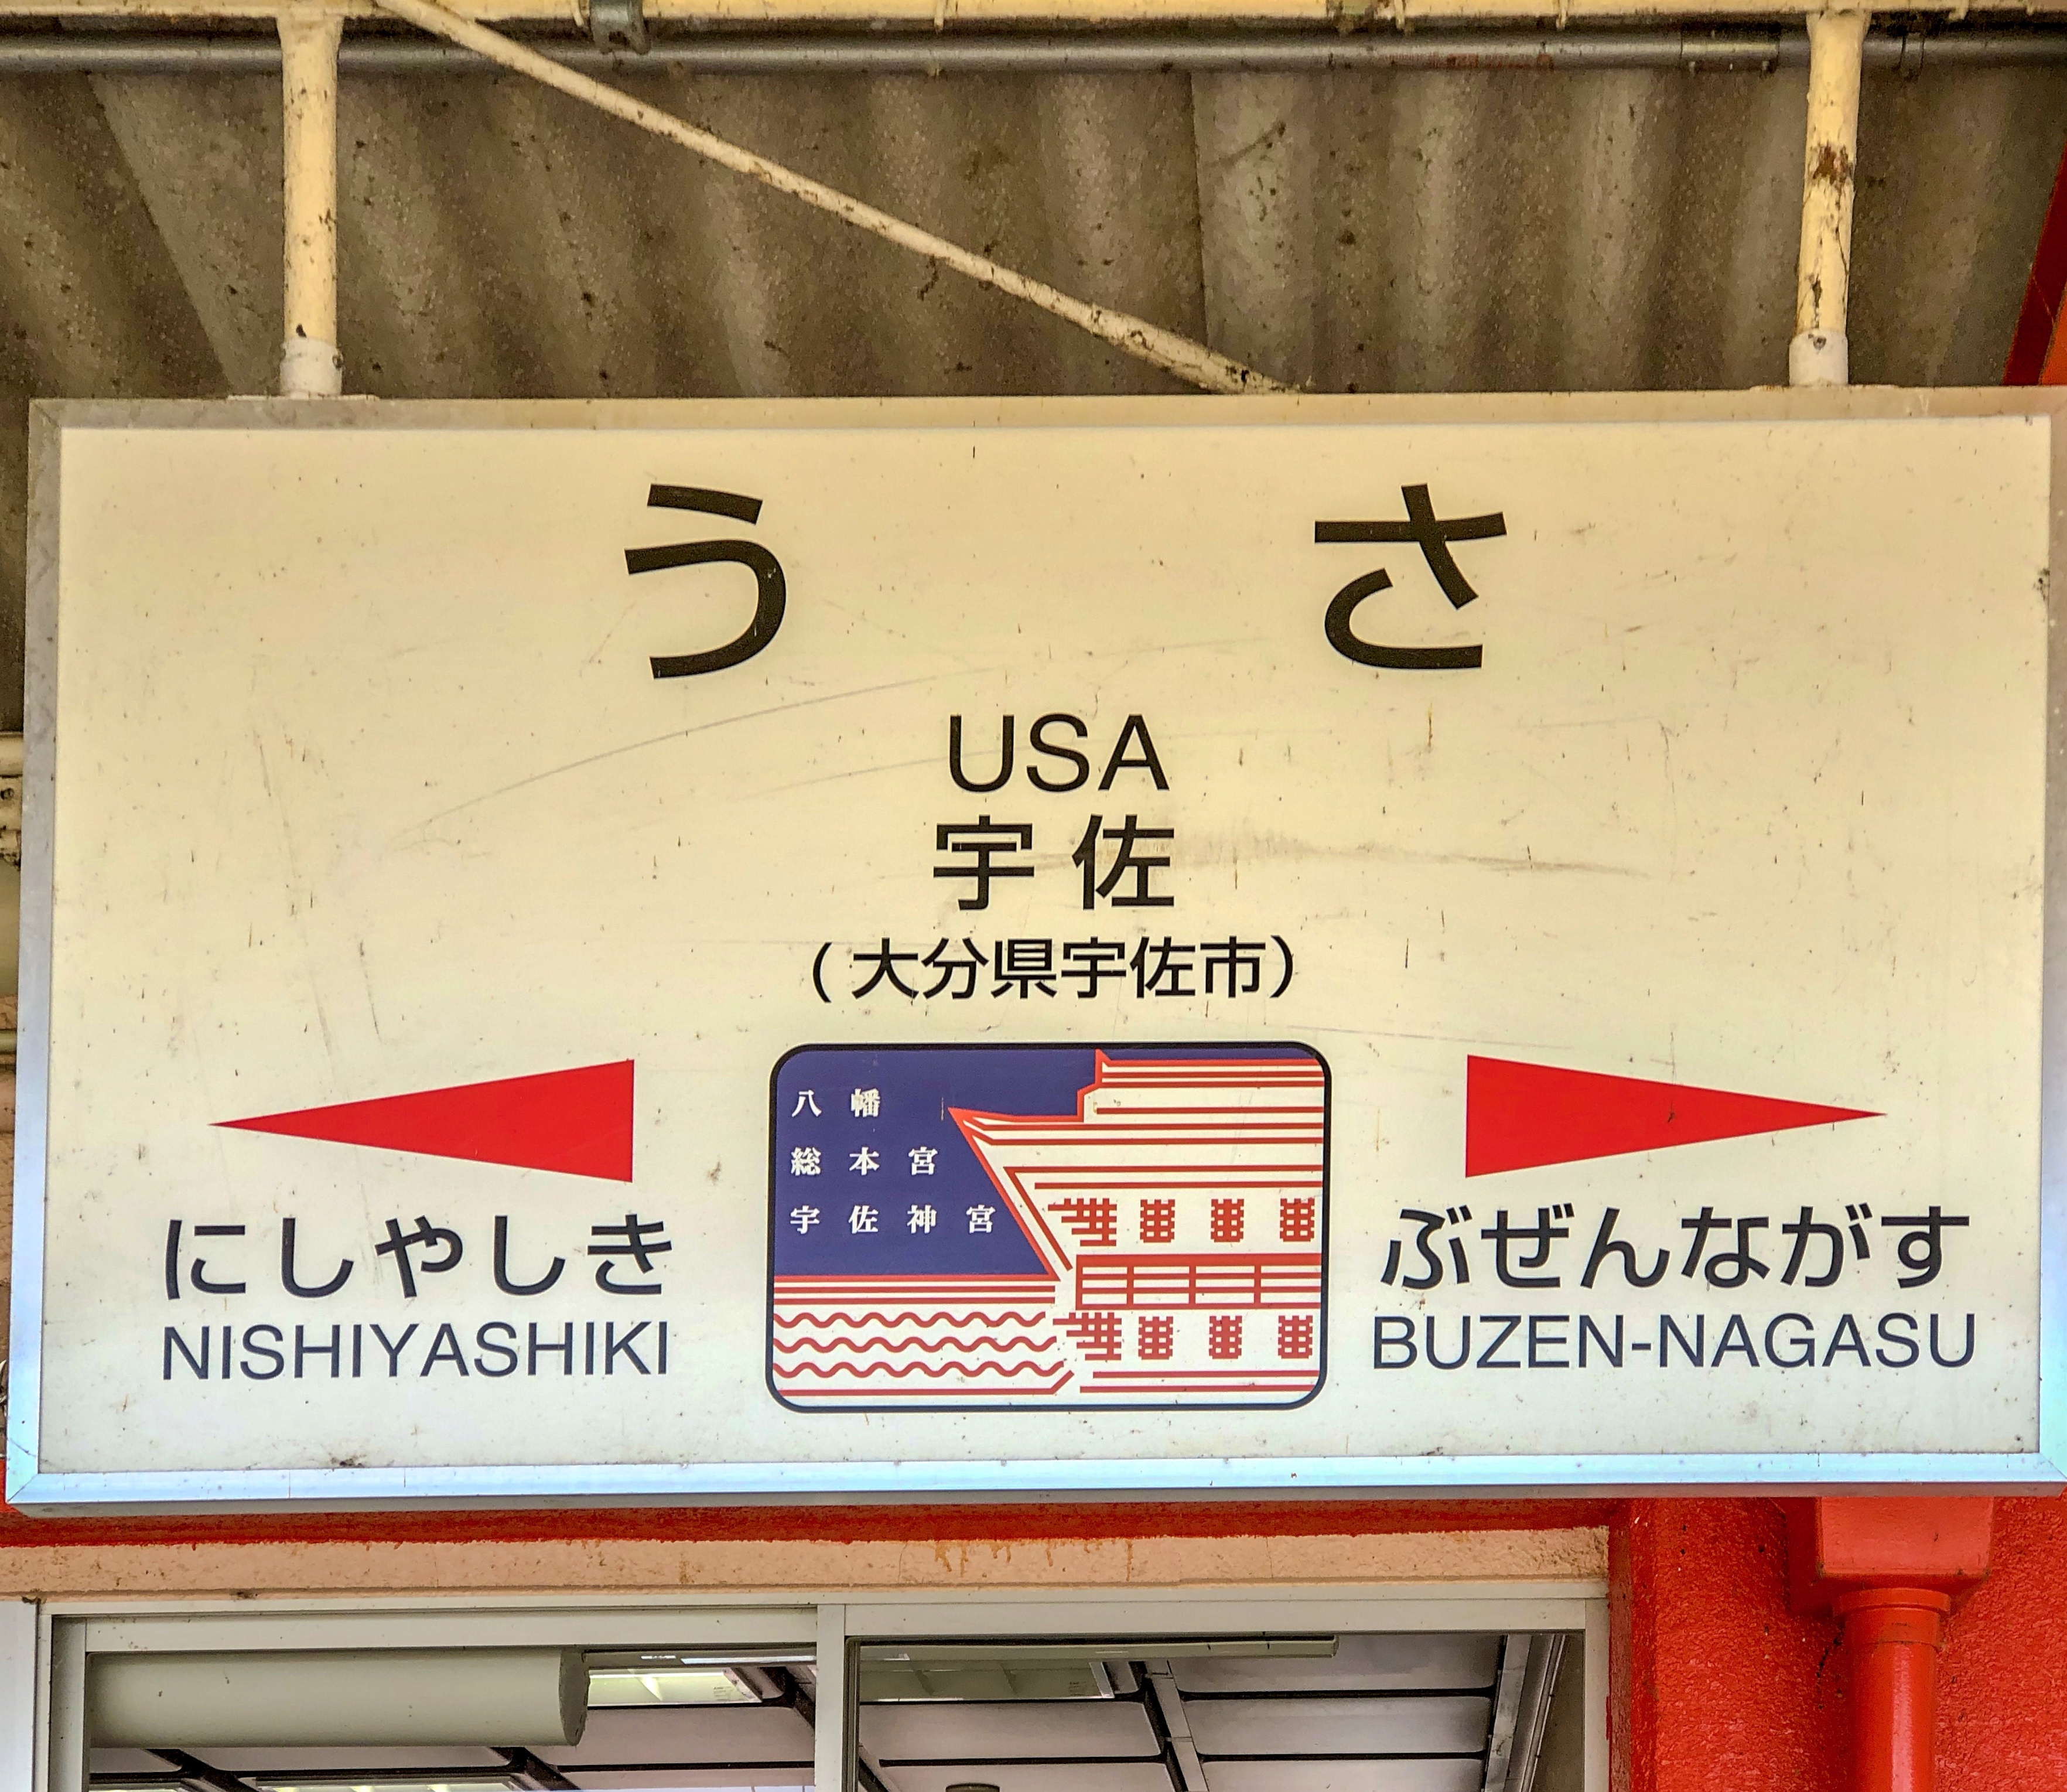 うさ
USA
宇佐
(大分県宇佐市)
八幡
総本宮
宇佐神宮
にしやしき
NISHIYASHIKI
ぶぜんながす
BUZEN-NAGASU